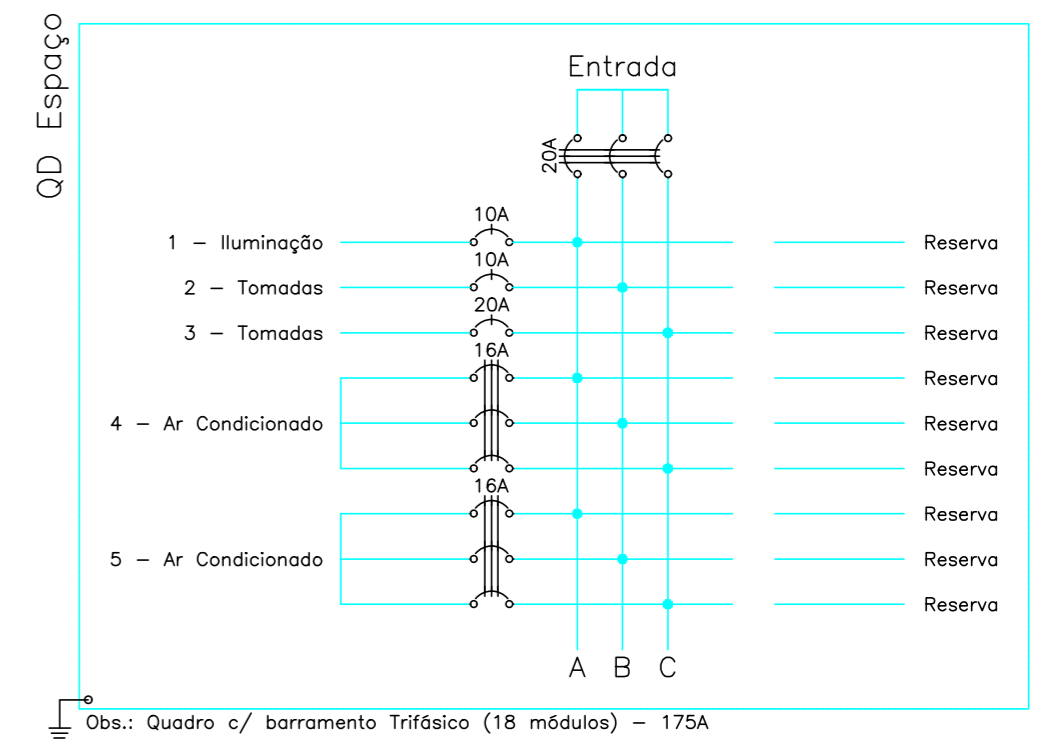 QD Espaço
Entrada
20A
10A
1 – Iluminação
Reserva
10A
2 – Tomadas
Reserva
20A
3 – Tomadas
Reserva
16A
Reserva
4 – Ar Condicionado
Reserva
Reserva
16A
Reserva
5 – Ar Condicionado
Reserva
Reserva
A B C
Obs.: Quadro c/ barramento Trifásico (18 módulos) – 175A